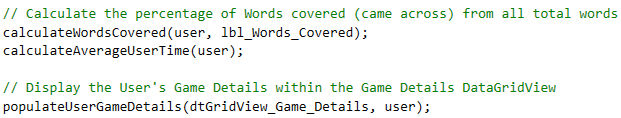 // Calculate the percentage of Words covered (came across) from all total words
calculateWordsCovered(user, lbl_Words_Covered);
calculateAverageUserTime(user);
// Display the User's Game Details within the Game Details DataGridView
populateUserGameDetails(dtGridView_Game_Details, user);